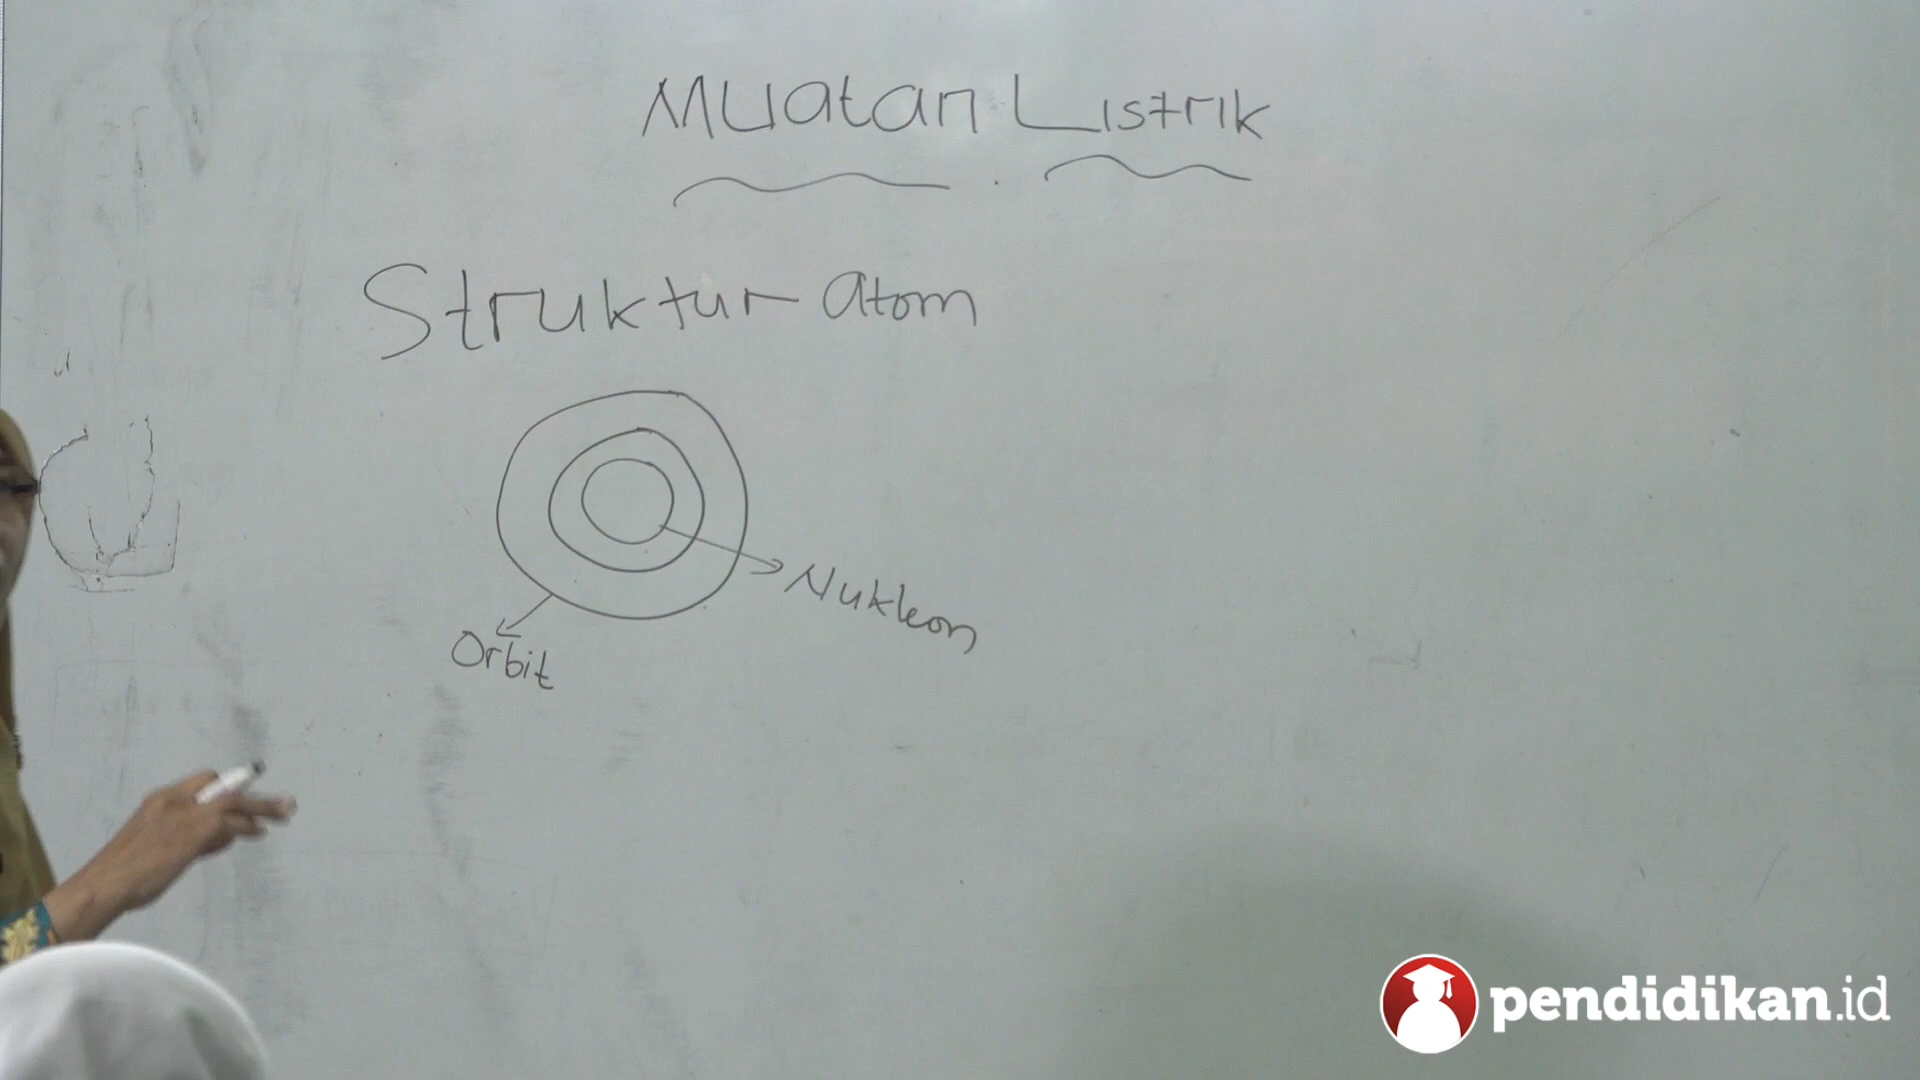 Muatan Listrik
Struktur atom
Nukleon
Orbit
pendidikan.id